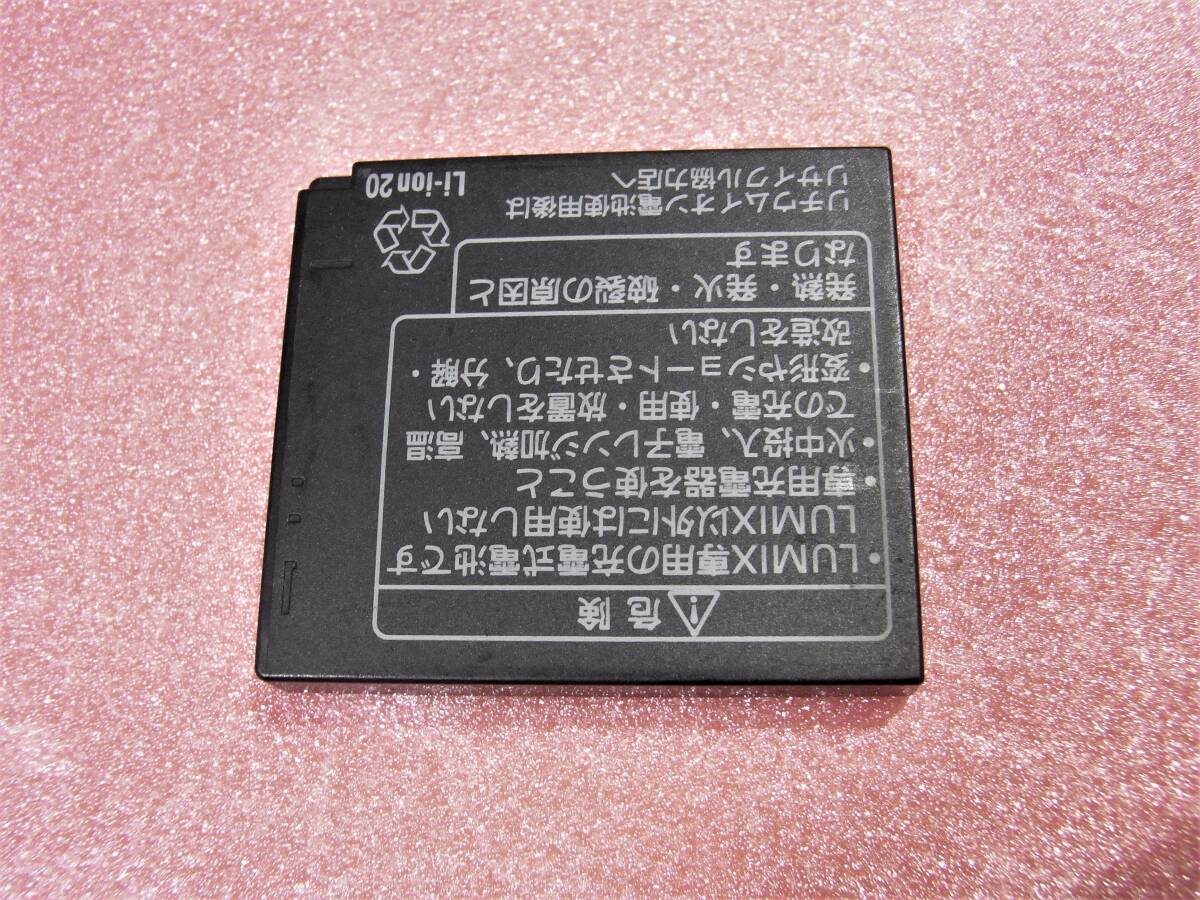 危険
・LUMIX専用の充電式電池です
LUMIX以外には使用しない
・専用充電器を使うこと
・火中投入、電子レンジ加熱、高温
での充電・使用・放置をしない
・変形やショートさせたり、分解・
改造をしない
発熱・発火・破裂の原因と
なります
リチウムイオン電池使用後は
リサイクル協力店へ
Li-ion20